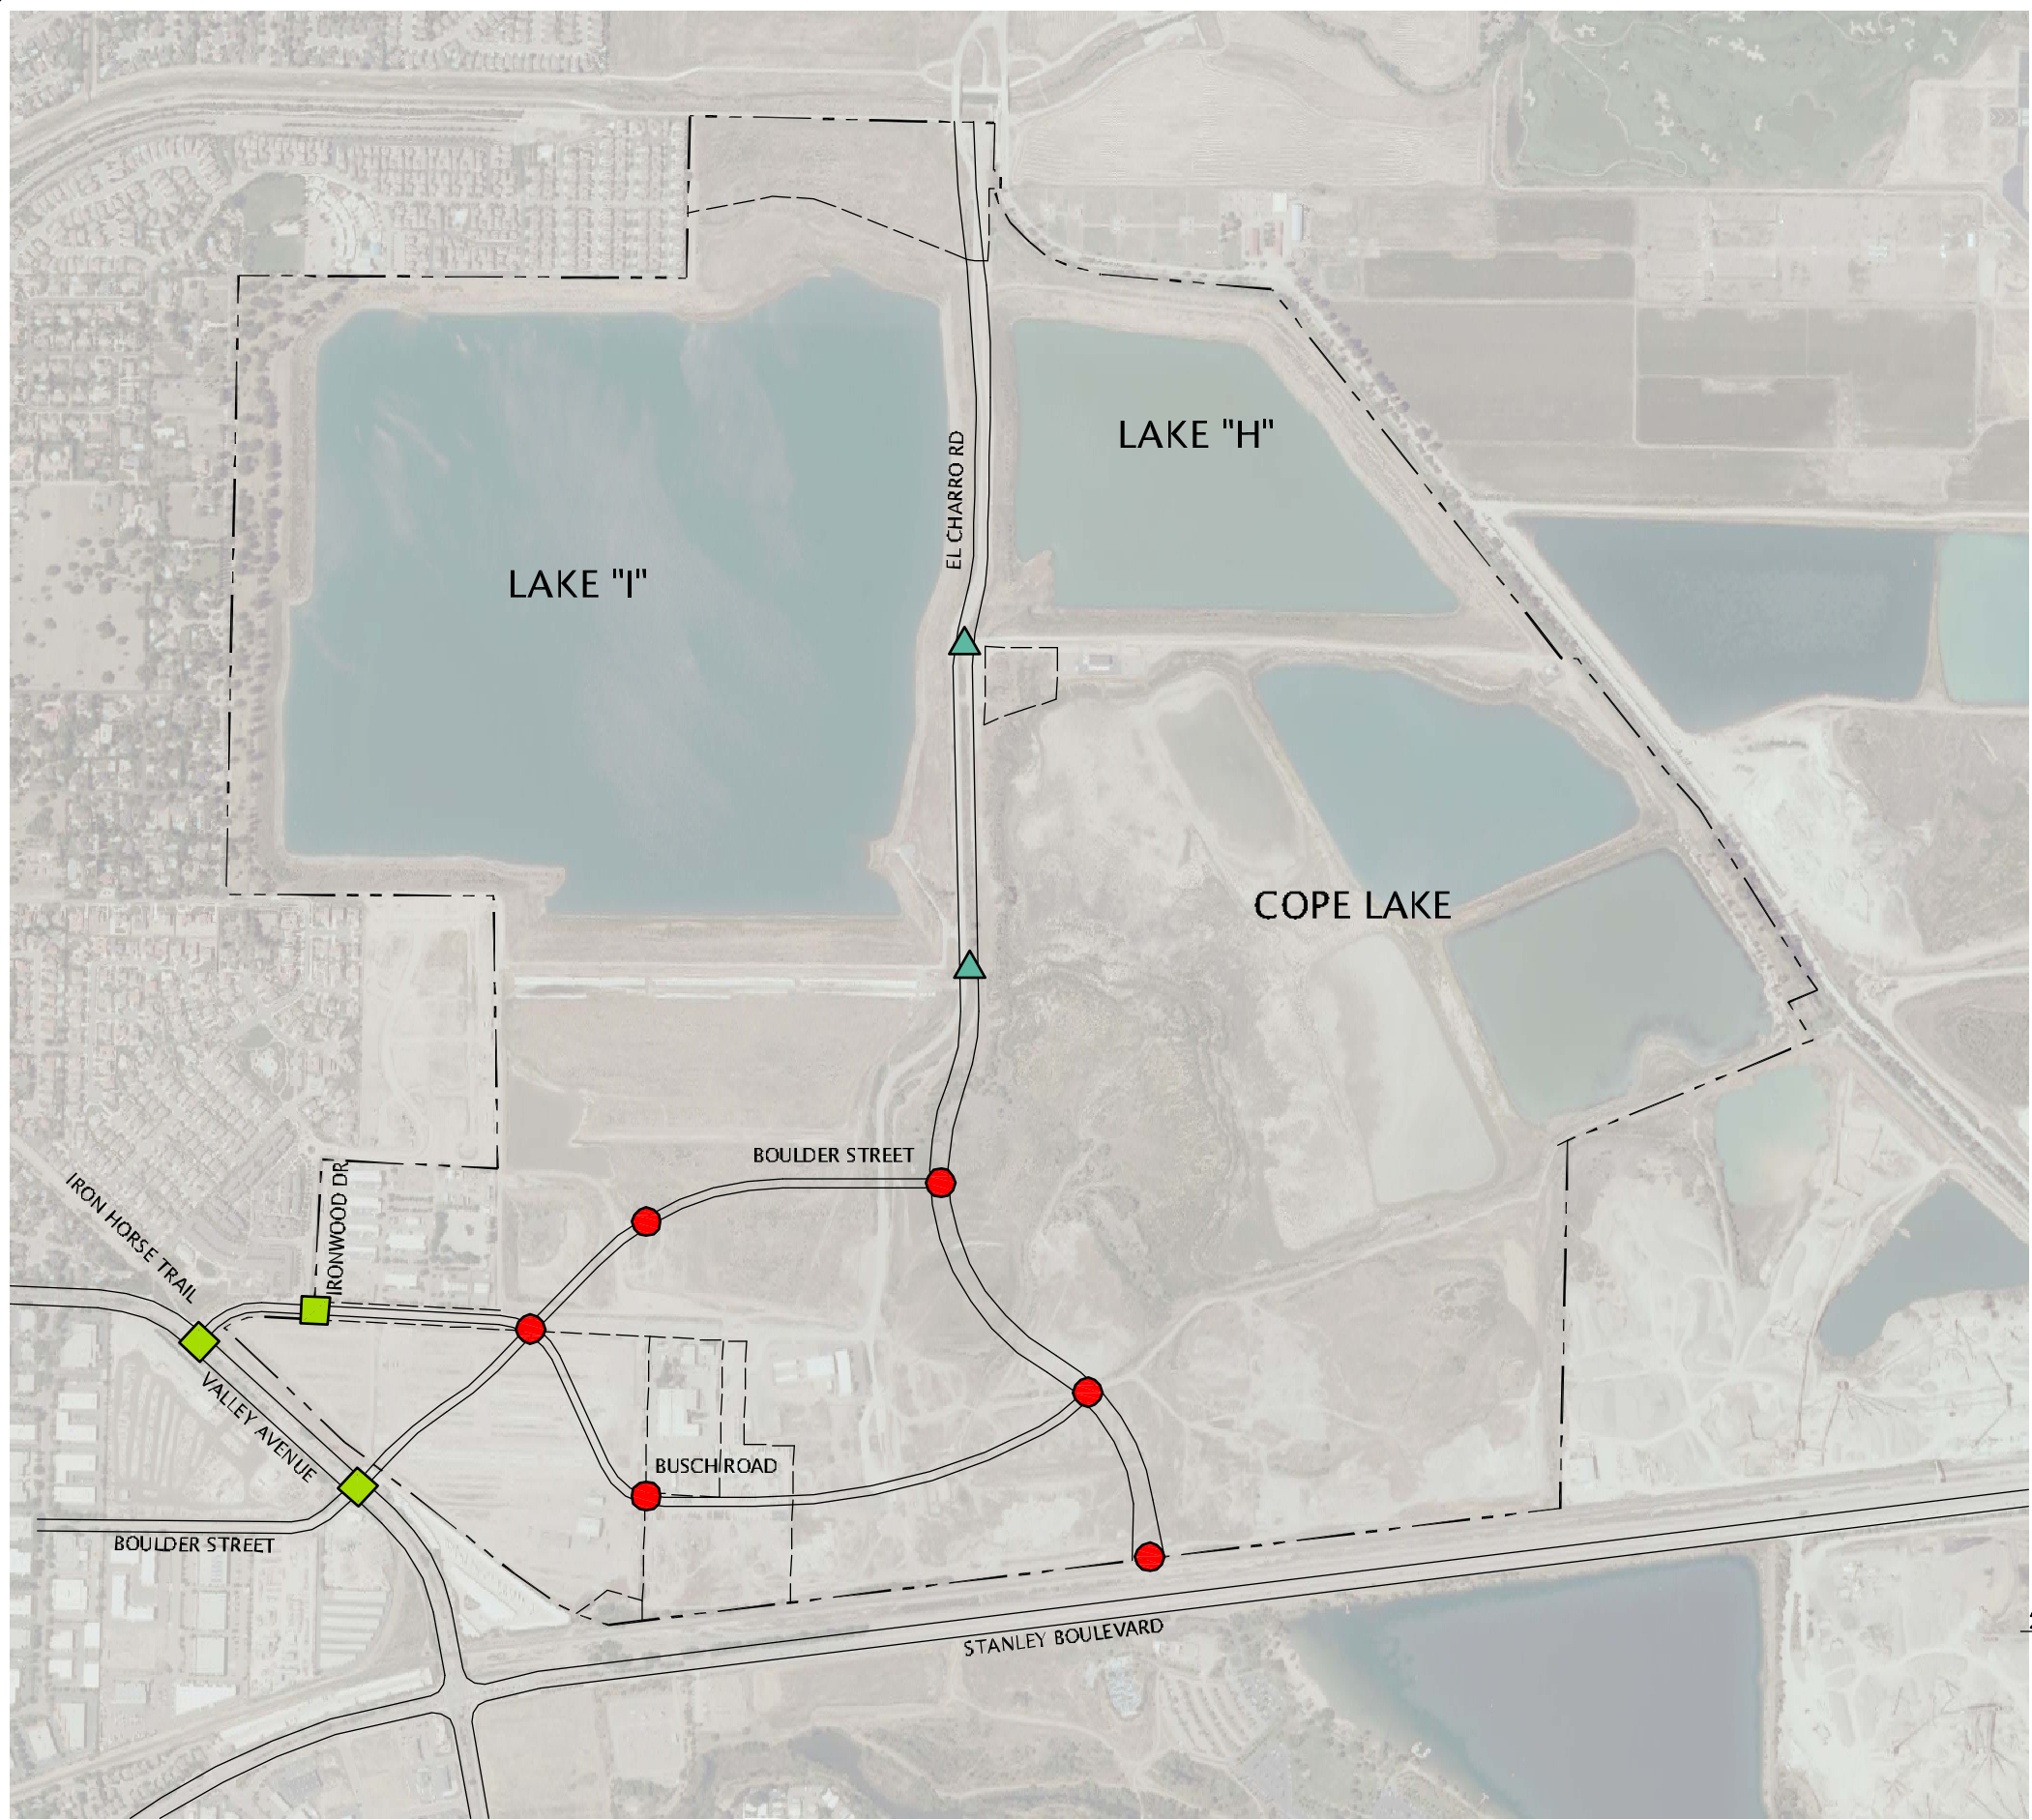 LAKE "H"
EL CHARRO RD
LAKE "I"
COPE LAKE
BOULDER STREET
IRONWOOD DR
IRON HORSE TRAIL
VALLEY AVENUE
BUSCH ROAD
BOULDER STREET
STANLEY BOULEVARD